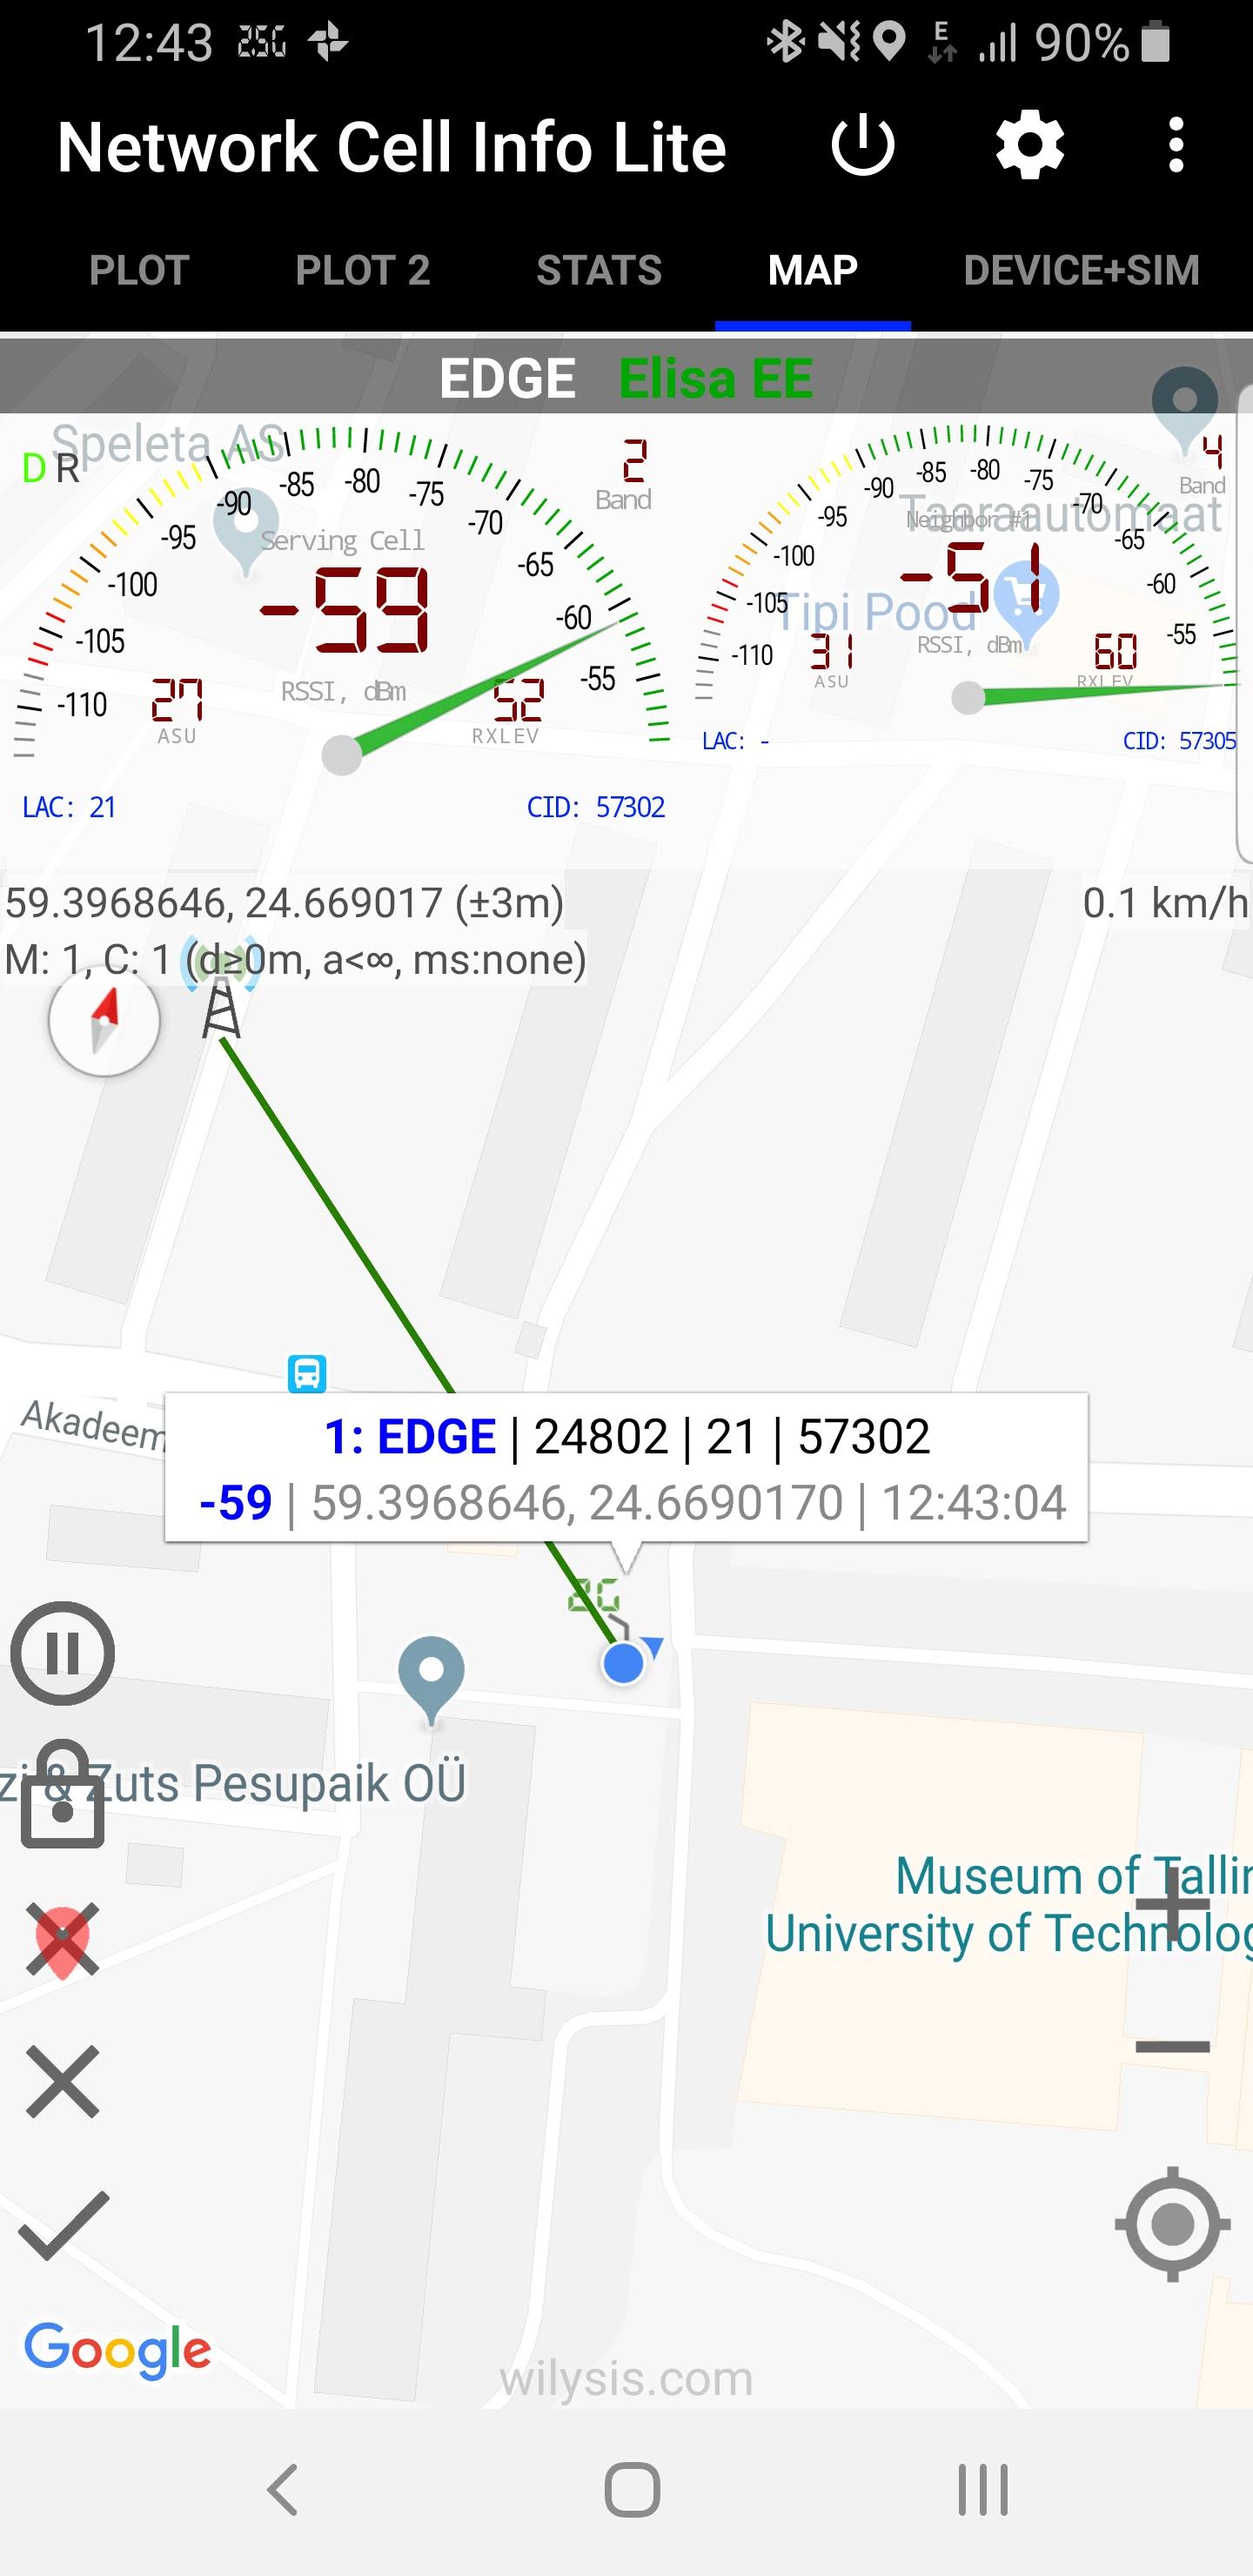 12:43 2G E 90%
Network Cell Info Lite
PLOT PLOT 2 STATS MAP DEVICE+SIM
EDGE Elisa EE
Speleta AS
D R
2
Band
-110 -105 -100 -95 -90 -85 -80 -75 -70 -65 -60 -55
Serving Cell
-59
RSSI, dBm
27
ASU
52
RXLEV
LAC: 21 CID: 57302
4
Band
-110 -105 -100 -95 -90 -85 -80 -75 -70 -65 -60 -55
Taaraautomaat
Neighbor #1
-51
Tipi Pood
RSSI, dBm
31
ASU
60
RXLEV
LAC: - CID: 57305
59.3968646, 24.669017 (±3m) 0.1 km/h
M: 1, C: 1 (d≥0m, a<∞, ms:none)
Akadeem
1: EDGE | 24802 | 21 | 57302
-59 | 59.3968646, 24.6690170 | 12:43:04
2G
zi & Zuts Pesupaik OÜ
Museum of Tallin
University of Technolog
Google
wilysis.com